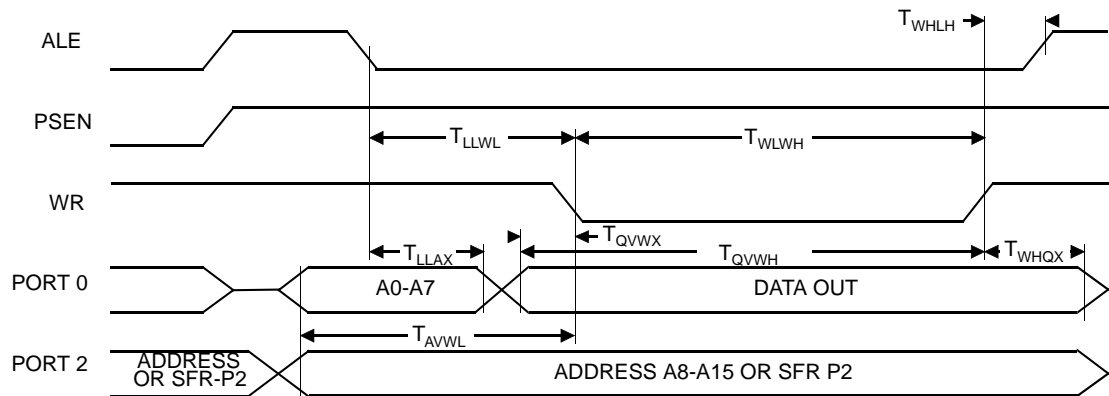 ALE
T_WHLH
PSEN
T_LLWL
T_WLWH
WR
T_LLAX
T_QVWX
T_QVWH
T_WHQX
PORT 0
A0-A7
DATA OUT
T_AVWL
PORT 2
ADDRESS
OR SFR-P2
ADDRESS A8-A15 OR SFR P2